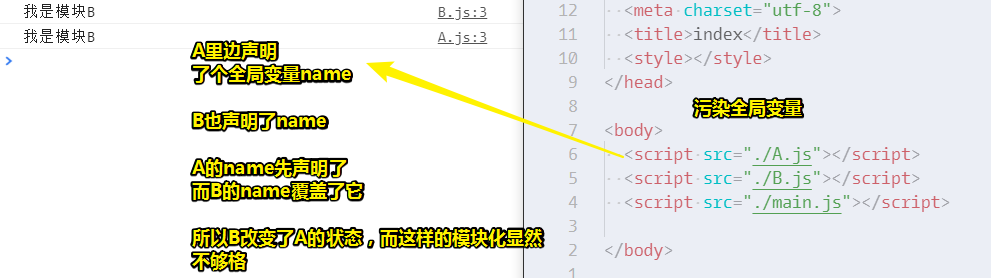 我是模块B B.js:3
我是模块B A.js:3
A里边声明
了个全局变量name
B也声明了name
A的name先声明了
而B的name覆盖了它
所以B改变了A的状态，而这样的模块化显然
不够格
12 <meta charset="utf-8">
11 <title>index</title>
10 <style></style>
9 </head>
8
污染全局变量
7 <body>
6 <script src="./A.js"></script>
5 <script src="./B.js"></script>
4 <script src="./main.js"></script>
3
2 </body>
1